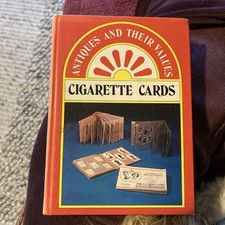 ANTIQUES AND THEIR VALUES
CIGARETTE CARDS